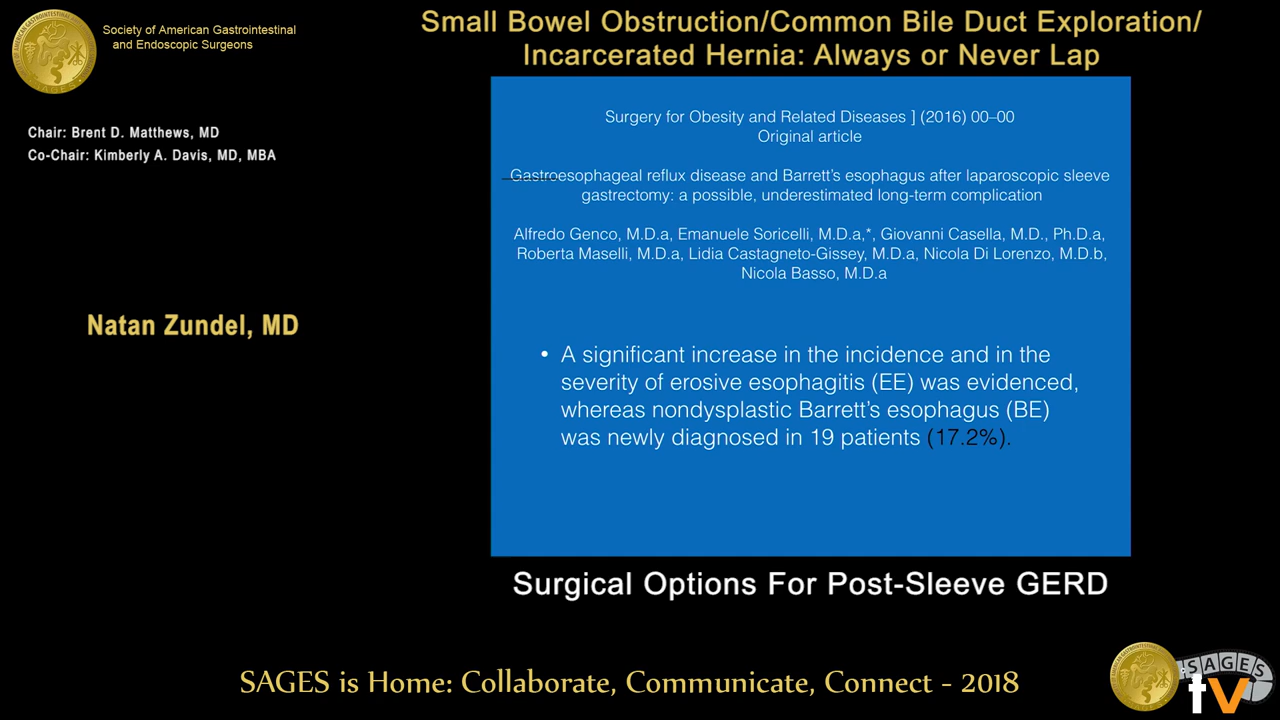 Society of American Gastrointestinal
and Endoscopic Surgeons
Small Bowel Obstruction/Common Bile Duct Exploration/
Incarcerated Hernia: Always or Never Lap
Chair: Brent D. Matthews, MD
Co-Chair: Kimberly A. Davis, MD, MBA
Natan Zundel, MD
Surgery for Obesity and Related Diseases ] (2016) 00–00
Original article
Gastroesophageal reflux disease and Barrett's esophagus after laparoscopic sleeve
gastrectomy: a possible, underestimated long-term complication
Alfredo Genco, M.D.a, Emanuele Soricelli, M.D.a,*, Giovanni Casella, M.D., Ph.D.a,
Roberta Maselli, M.D.a, Lidia Castagneto-Gissey, M.D.a, Nicola Di Lorenzo, M.D.b,
Nicola Basso, M.D.a
• A significant increase in the incidence and in the
severity of erosive esophagitis (EE) was evidenced,
whereas nondysplastic Barrett's esophagus (BE)
was newly diagnosed in 19 patients (17.2%).
Surgical Options For Post-Sleeve GERD
SAGES is Home: Collaborate, Communicate, Connect - 2018
SAGES
tv